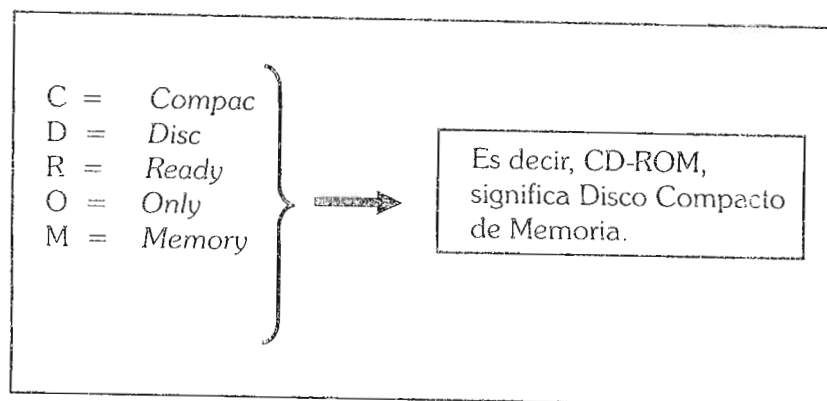 C = Compac
D = Disc
R = Ready
O = Only
M = Memory
Es decir, CD-ROM,
significa Disco Compacto
de Memoria.